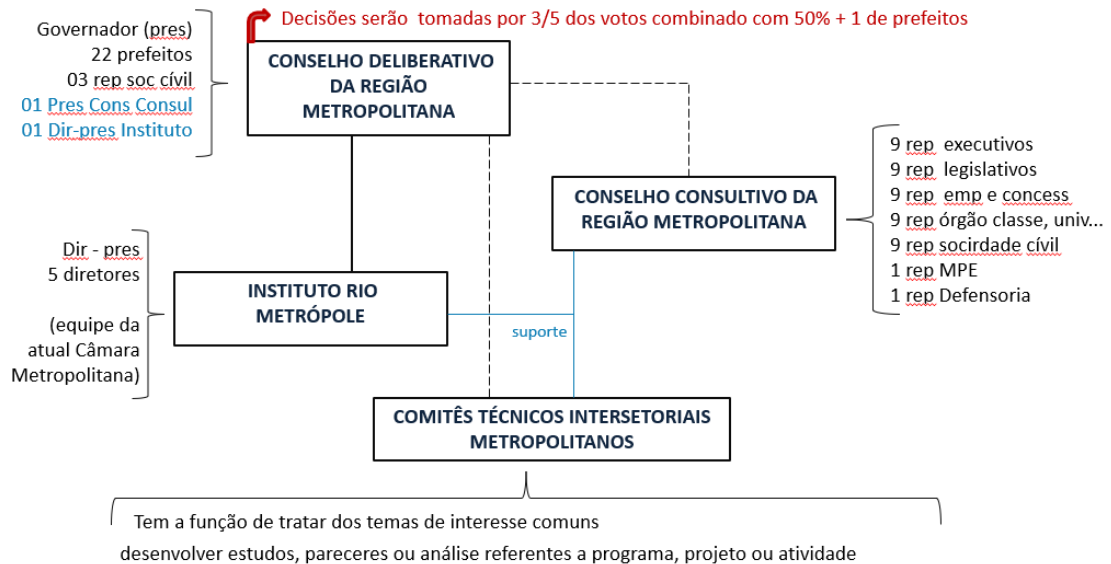 Decisões serão  tomadas por 3/5 dos votos combinado com 50% + 1 de prefeitos
Governador (pres)
22 prefeitos
03 rep soc cívil
01 Pres Cons Consul
01 Dir-pres Instituto
CONSELHO DELIBERATIVO
DA REGIÃO
METROPOLITANA
CONSELHO CONSULTIVO DA
REGIÃO METROPOLITANA
9 rep  executivos
9 rep  legislativos
9 rep  emp e concess
9 rep órgão classe, univ...
9 rep socirdade cívil
1 rep MPE
1 rep Defensoria
Dir - pres
5 diretores
(equipe da
atual Câmara
Metropolitana)
INSTITUTO RIO
METRÓPOLE
suporte
COMITÊS TÉCNICOS INTERSETORIAIS
METROPOLITANOS
Tem a função de tratar dos temas de interesse comuns
desenvolver estudos, pareceres ou análise referentes a programa, projeto ou atividade